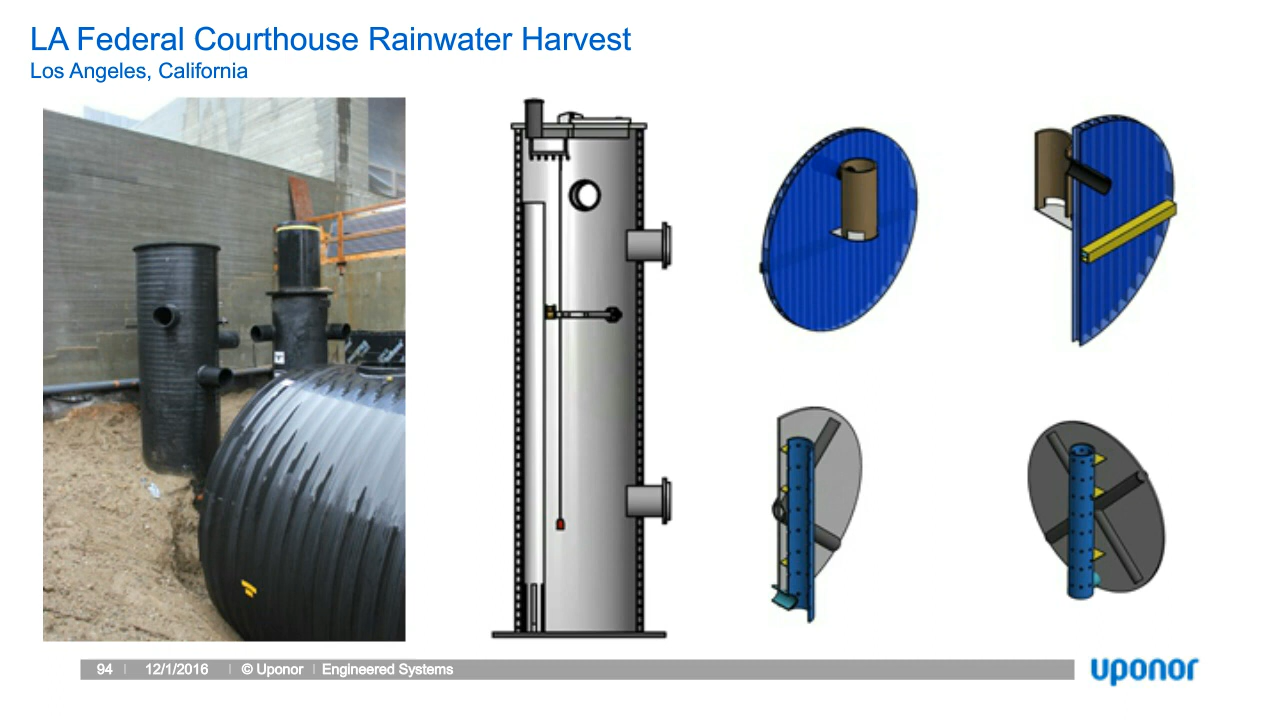 LA Federal Courthouse Rainwater Harvest
Los Angeles, California
94 | 12/1/2016 | © Uponor | Engineered Systems
uponor